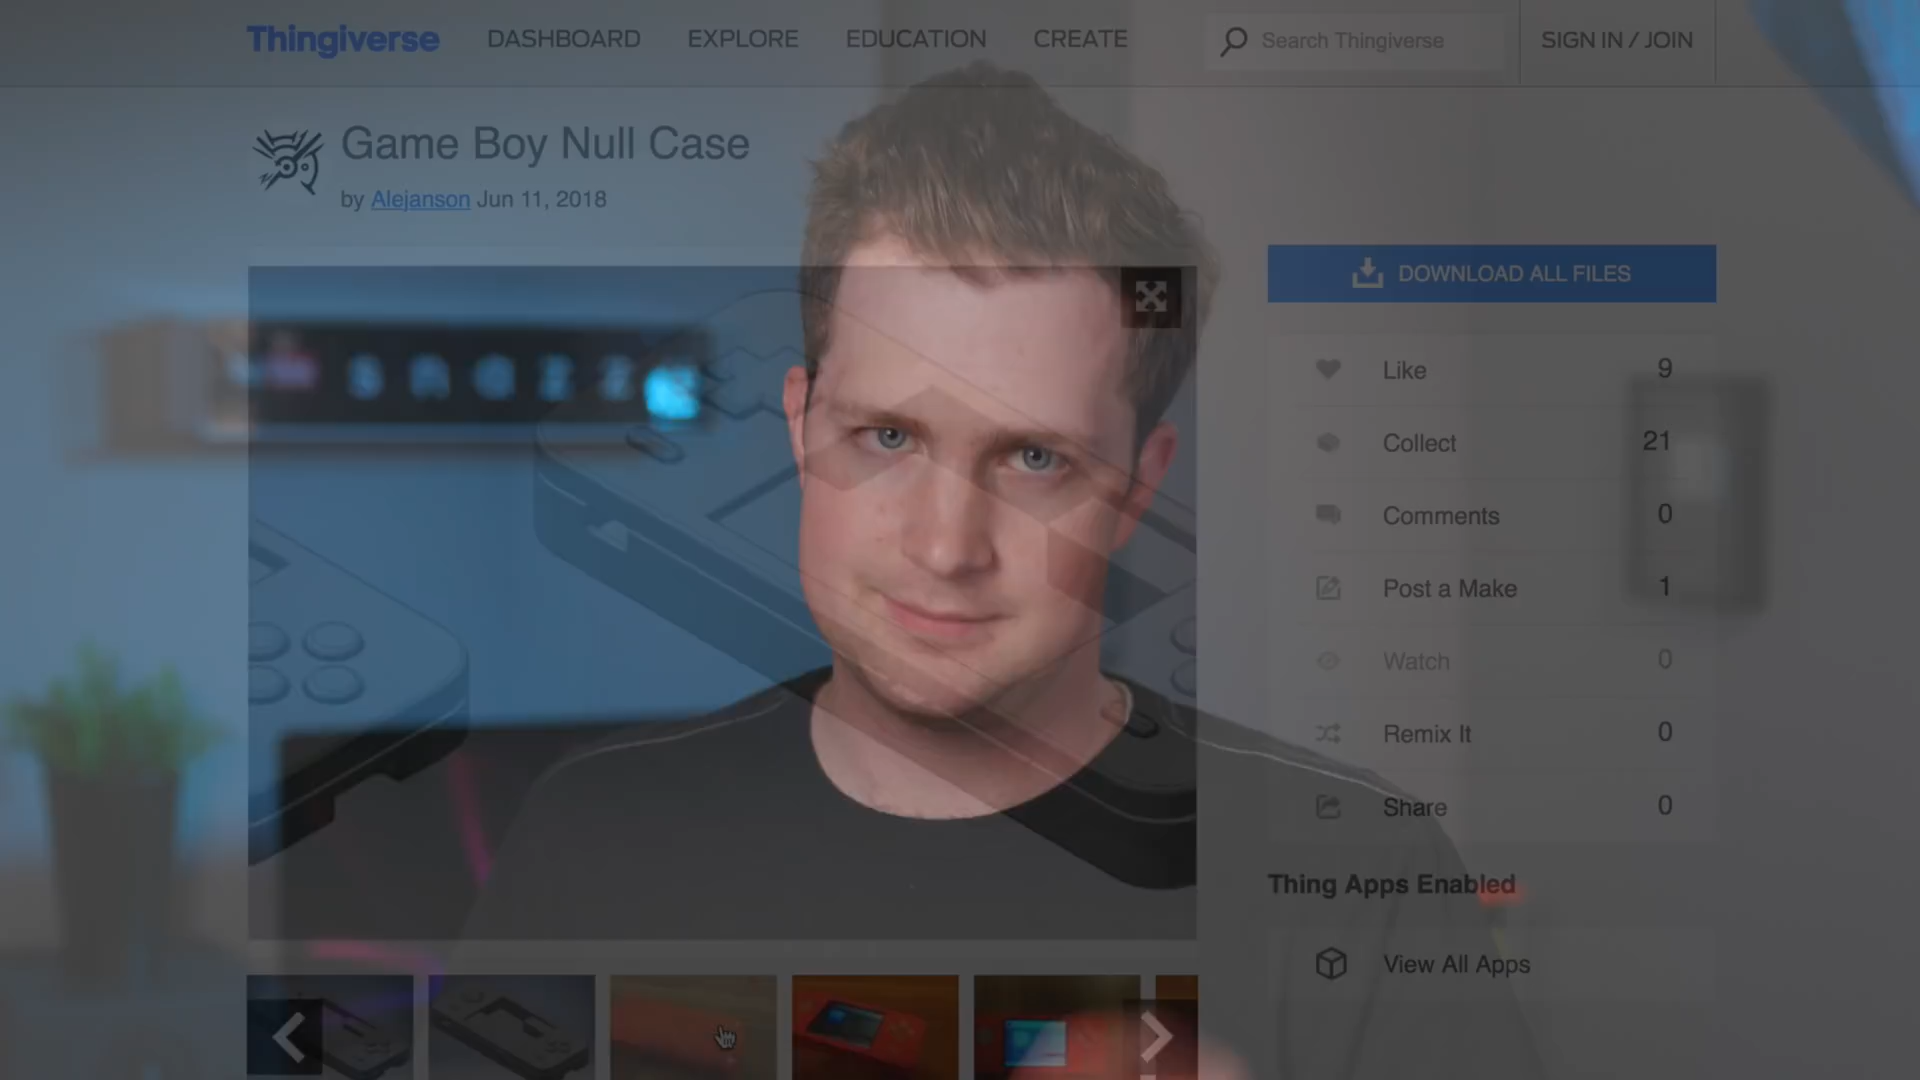 Thingiverse DASHBOARD EXPLORE EDUCATION CREATE Search Thingiverse SIGN IN / JOIN
Game Boy Null Case
by Alejanson Jun 11, 2018
DOWNLOAD ALL FILES
Like 9
Collect 21
Comments 0
Post a Make 1
Watch 0
Remix It 0
Share 0
Thing Apps Enabled
View All Apps